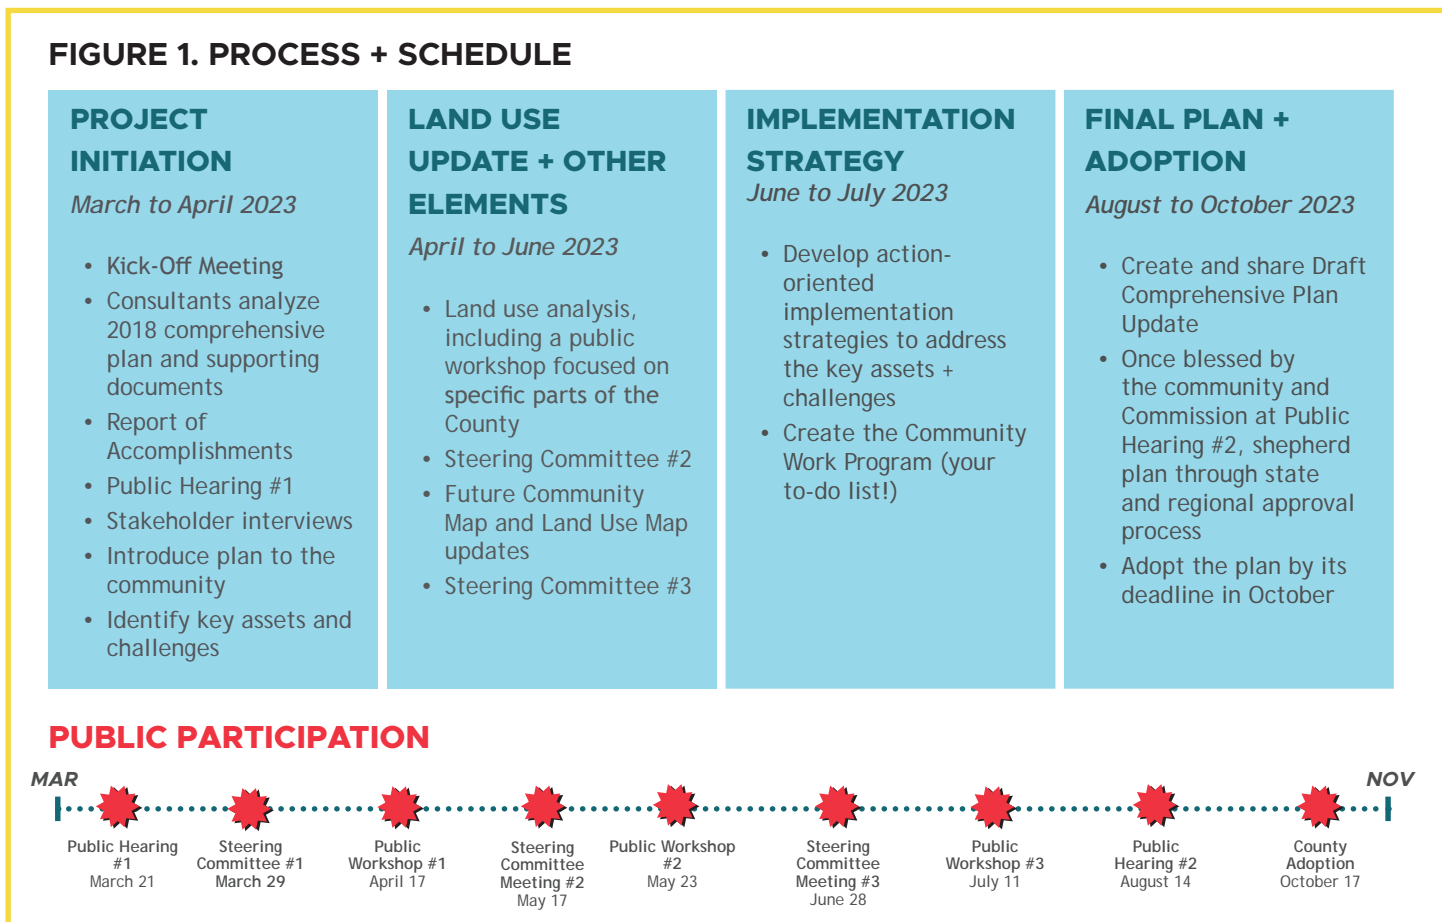 FIGURE 1. PROCESS + SCHEDULE
PROJECT
INITIATION
March to April 2023
• Kick-Off Meeting
• Consultants analyze
2018 comprehensive
plan and supporting
documents
• Report of
Accomplishments
• Public Hearing #1
• Stakeholder interviews
• Introduce plan to the
community
• Identify key assets and
challenges
LAND USE
UPDATE + OTHER
ELEMENTS
April to June 2023
• Land use analysis,
including a public
workshop focused on
specific parts of the
County
• Steering Committee #2
• Future Community
Map and Land Use Map
updates
• Steering Committee #3
IMPLEMENTATION
STRATEGY
June to July 2023
• Develop action-
oriented
implementation
strategies to address
the key assets +
challenges
• Create the Community
Work Program (your
to-do list!)
FINAL PLAN +
ADOPTION
August to October 2023
• Create and share Draft
Comprehensive Plan
Update
• Once blessed by
the community and
Commission at Public
Hearing #2, shepherd
plan through state
and regional approval
process
• Adopt the plan by its
deadline in October
PUBLIC PARTICIPATION
MAR
NOV
Public Hearing
#1
March 21
Steering
Committee #1
March 29
Public
Workshop #1
April 17
Steering
Committee
Meeting #2
May 17
Public Workshop
#2
May 23
Steering
Committee
Meeting #3
June 28
Public
Workshop #3
July 11
Public
Hearing #2
August 14
County
Adoption
October 17